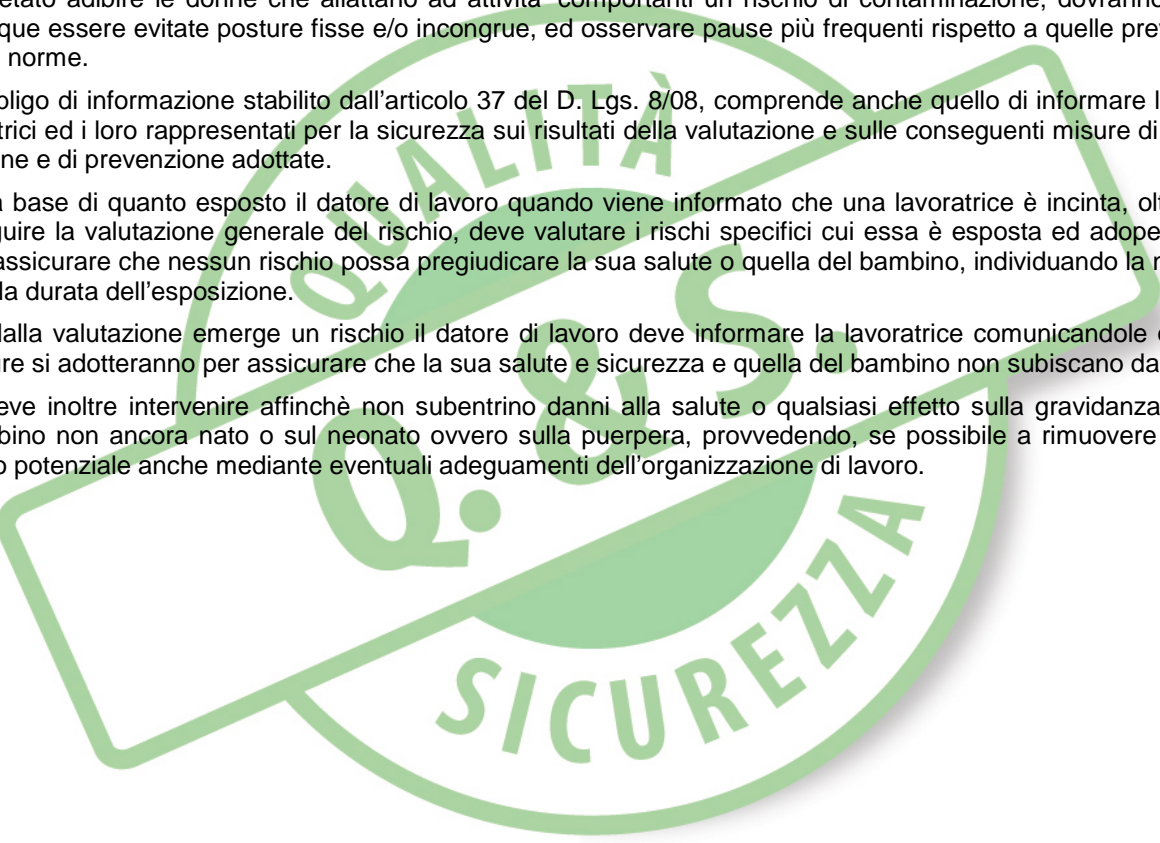 etato adibire le donne che allattano ad attività comportanti un rischio di contaminazione, dovranno
que essere evitate posture fisse e/o incongrue, ed osservare pause più frequenti rispetto a quelle prev
norme.
bligo di informazione stabilito dall’articolo 37 del D. Lgs. 8/08, comprende anche quello di informare l
trici ed i loro rappresentati per la sicurezza sui risultati della valutazione e sulle conseguenti misure di
ne e di prevenzione adottate.
a base di quanto esposto il datore di lavoro quando viene informato che una lavoratrice è incinta, olt
guire la valutazione generale del rischio, deve valutare i rischi specifici cui essa è esposta ed adope
assicurare che nessun rischio possa pregiudicare la sua salute o quella del bambino, individuando la n
la durata dell’esposizione.
dalla valutazione emerge un rischio il datore di lavoro deve informare la lavoratrice comunicandole
re si adotteranno per assicurare che la sua salute e sicurezza e quella del bambino non subiscano da
eve inoltre intervenire affinchè non subentrino danni alla salute o qualsiasi effetto sulla gravidanza
bino non ancora nato o sul neonato ovvero sulla puerpera, provvedendo, se possibile a rimuovere
o potenziale anche mediante eventuali adeguamenti dell’organizzazione di lavoro.
QUALITÀ
Q. & S.
SICUREZZA